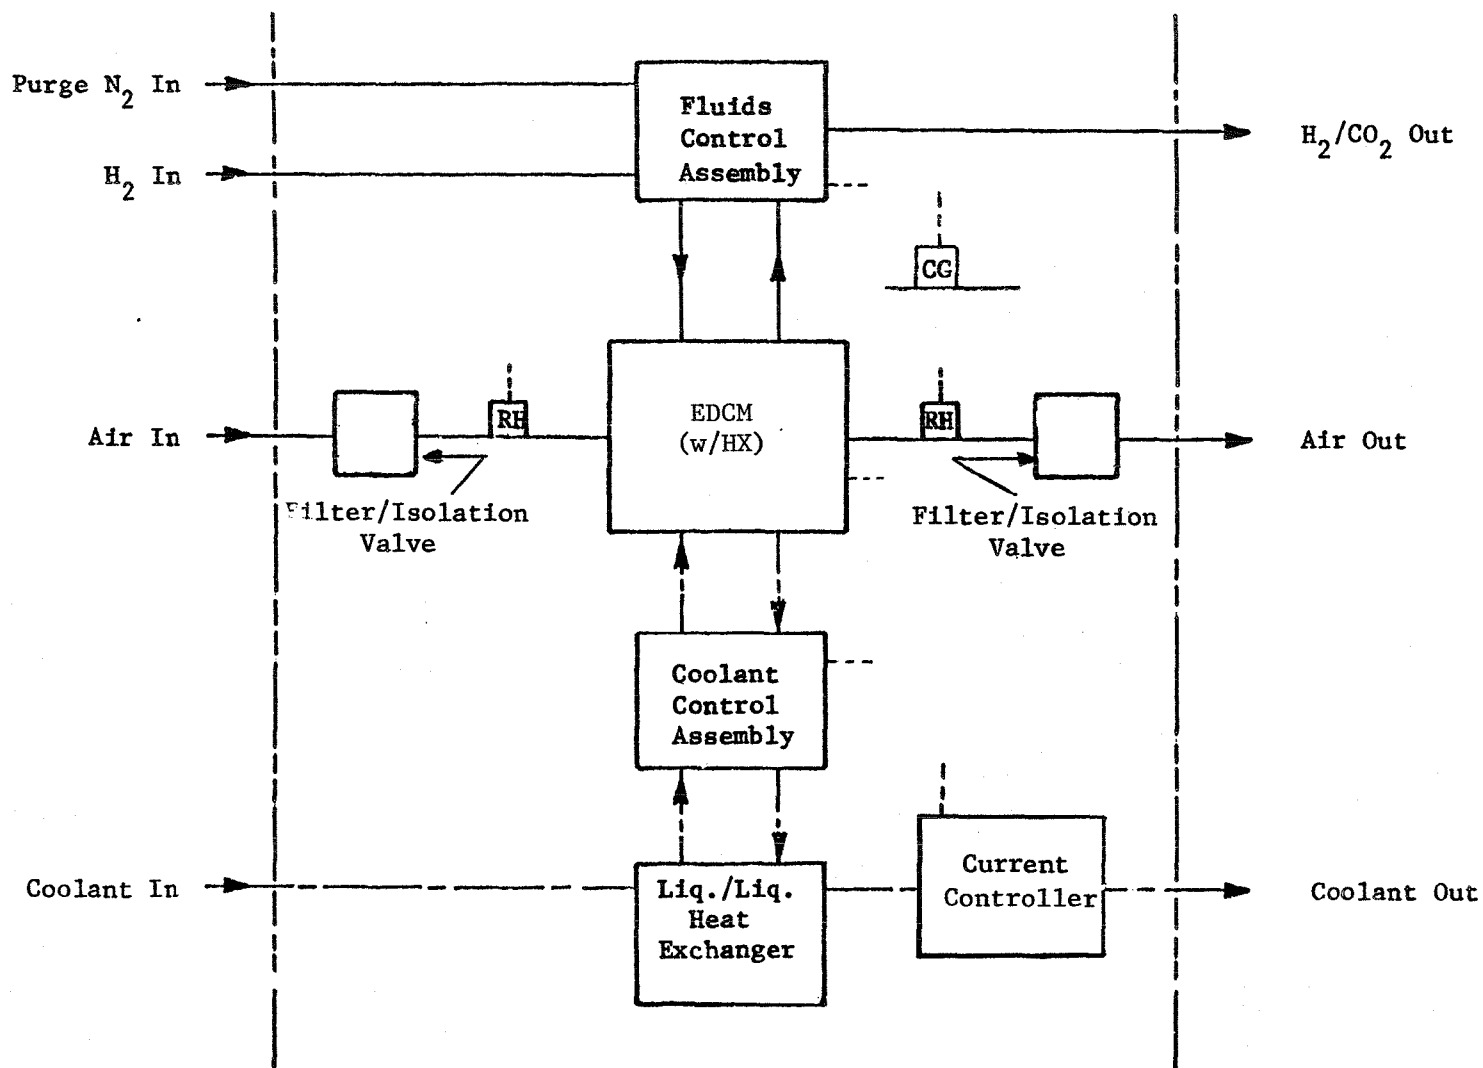 Purge N2 In
H2 In
Fluids
Control
Assembly
H2/CO2 Out
CG
Air In
RH
EDCM
(w/HX)
RH
Air Out
Filter/Isolation
Valve
Filter/Isolation
Valve
Coolant
Control
Assembly
Coolant In
Liq./Liq.
Heat
Exchanger
Current
Controller
Coolant Out